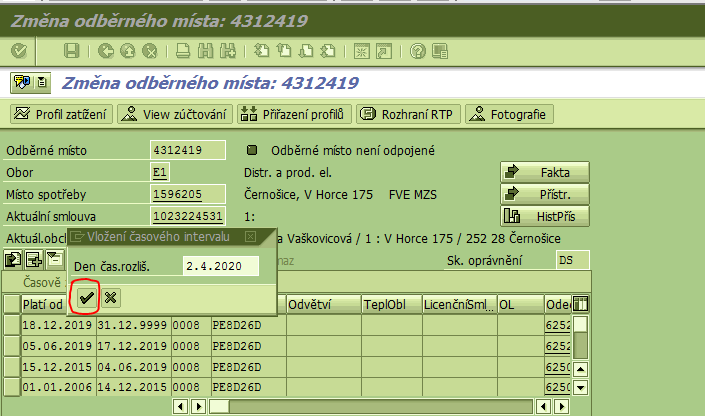 Změna odběrného místa: 4312419
Změna odběrného místa: 4312419
Profil zatížení View zúčtování Přiřazení profilů Rozhraní RTP Fotografie
Odběrné místo 4312419 Odběrné místo není odpojené
Obor E1 Distr. a prod. el. Fakta
Místo spotřeby 1596205 Černošice, V Horce 175 FVE MZS Přístr.
Aktuální smlouva 1023224531 1: HistPřís
Aktuál.obch a Vaškovicová / 1 : V Horce 175 / 252 28 Černošice
Vložení časového intervalu
Den čas.rozliš. 2.4.2020
naz Sk. oprávnění DS
Časově
Platí od Odvětví TeplObl LicenčníSml... OL Odec
18.12.2019 31.12.9999 0008 PE8D26D 6252
05.06.2019 17.12.2019 0008 PE8D26D 6252
15.12.2015 04.06.2019 0008 PE8D26D 6250
01.01.2006 14.12.2015 0008 PE8D26D 6250